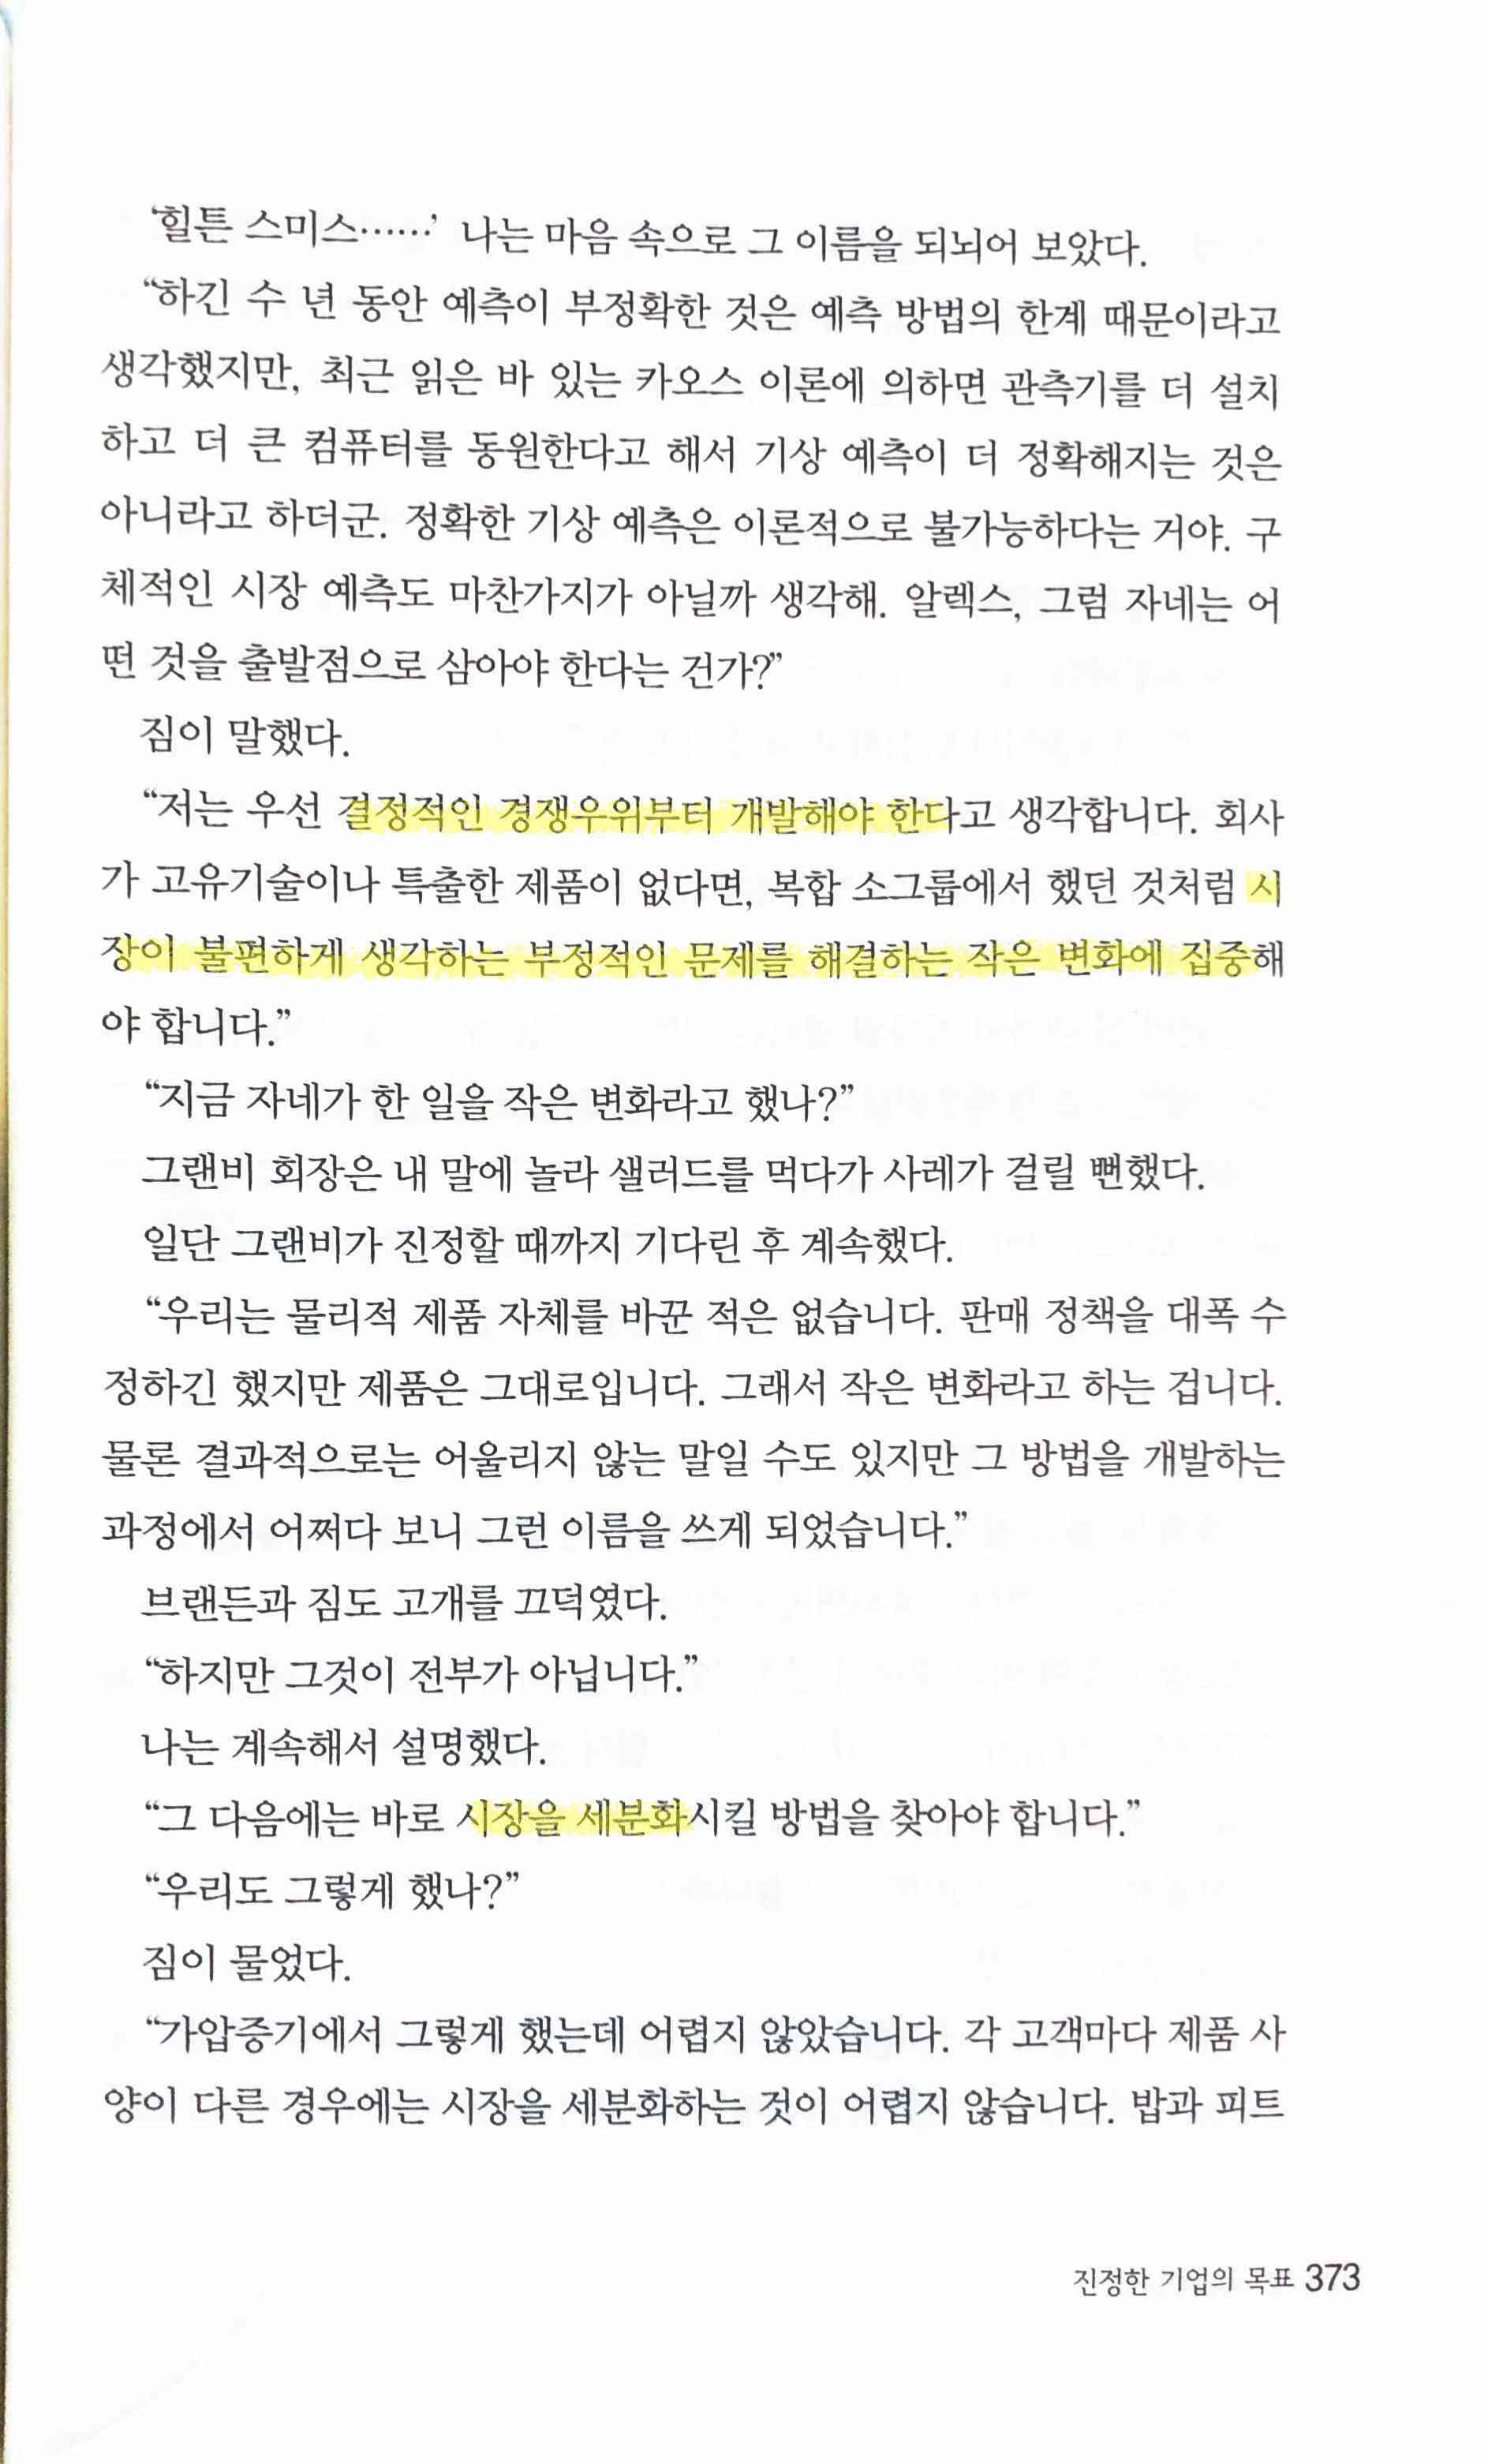 ‘힐튼 스미스……’ 나는 마음 속으로 그 이름을 되뇌어 보았다.
“하긴 수 년 동안 예측이 부정확한 것은 예측 방법의 한계 때문이라고
생각했지만, 최근 읽은 바 있는 카오스 이론에 의하면 관측기를 더 설치
하고 더 큰 컴퓨터를 동원한다고 해서 기상 예측이 더 정확해지는 것은
아니라고 하더군. 정확한 기상 예측은 이론적으로 불가능하다는 거야. 구
체적인 시장 예측도 마찬가지가 아닐까 생각해. 알렉스, 그럼 자네는 어
떤 것을 출발점으로 삼아야 한다는 건가?”
짐이 말했다.
“저는 우선 결정적인 경쟁우위부터 개발해야 한다고 생각합니다. 회사
가 고유기술이나 특출한 제품이 없다면, 복합 소그룹에서 했던 것처럼 시
장이 불편하게 생각하는 부정적인 문제를 해결하는 작은 변화에 집중해
야 합니다.”
“지금 자네가 한 일을 작은 변화라고 했나?”
그랜비 회장은 내 말에 놀라 샐러드를 먹다가 사레가 걸릴 뻔했다.
일단 그랜비가 진정할 때까지 기다린 후 계속했다.
“우리는 물리적 제품 자체를 바꾼 적은 없습니다. 판매 정책을 대폭 수
정하긴 했지만 제품은 그대로입니다. 그래서 작은 변화라고 하는 겁니다.
물론 결과적으로는 어울리지 않는 말일 수도 있지만 그 방법을 개발하는
과정에서 어쩌다 보니 그런 이름을 쓰게 되었습니다.”
브랜든과 짐도 고개를 끄덕였다.
“하지만 그것이 전부가 아닙니다.”
나는 계속해서 설명했다.
“그 다음에는 바로 시장을 세분화시킬 방법을 찾아야 합니다.”
“우리도 그렇게 했나?”
짐이 물었다.
“가압증기에서 그렇게 했는데 어렵지 않았습니다. 각 고객마다 제품 사
양이 다른 경우에는 시장을 세분화하는 것이 어렵지 않습니다. 밥과 피트
진정한 기업의 목표 373